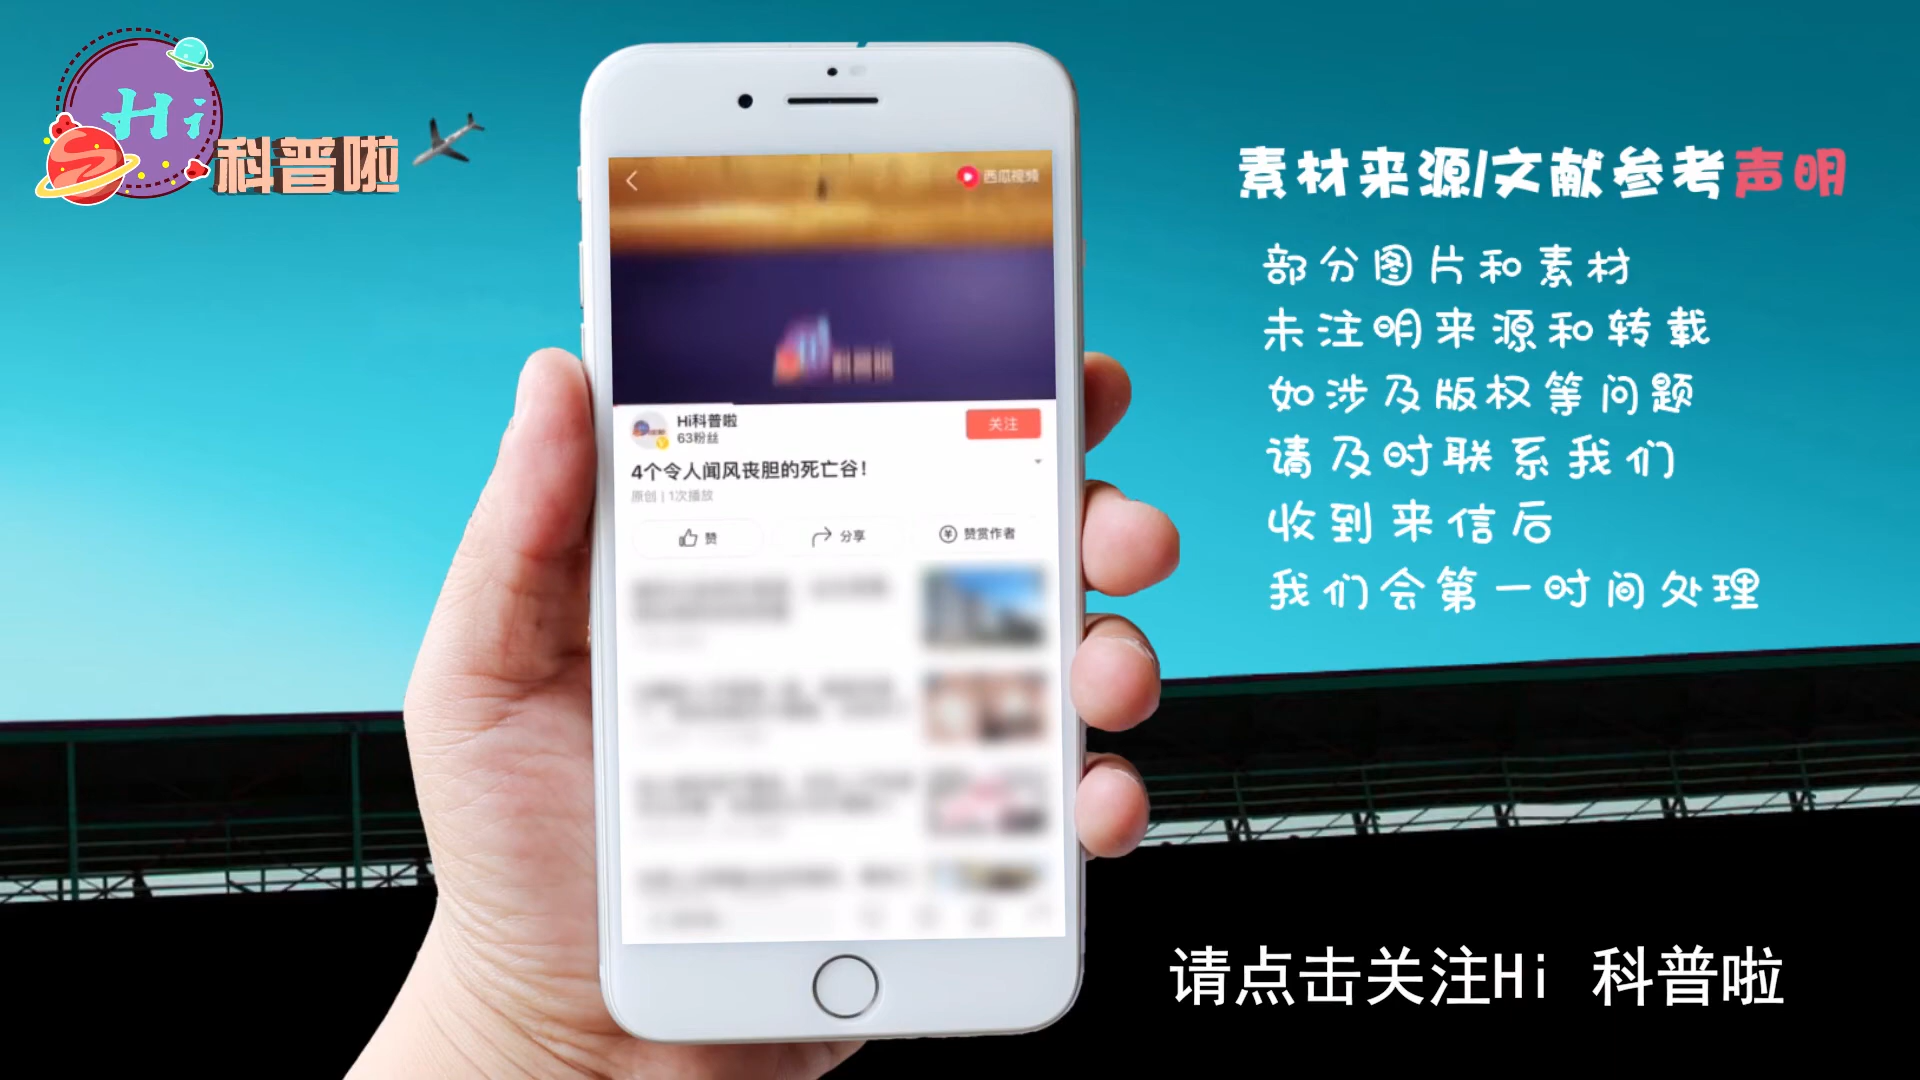 Hi
科普啦
素材来源/文献参考声明
部分图片和素材
未注明来源和转载
如涉及版权等问题
请及时联系我们
收到来信后
我们会第一时间处理
西瓜视频
科普啦
Hi科普啦
63粉丝
关注
4个令人闻风丧胆的死亡谷！
原创 | 1次播放
赞
分享
赞赏作者
请点击关注Hi 科普啦